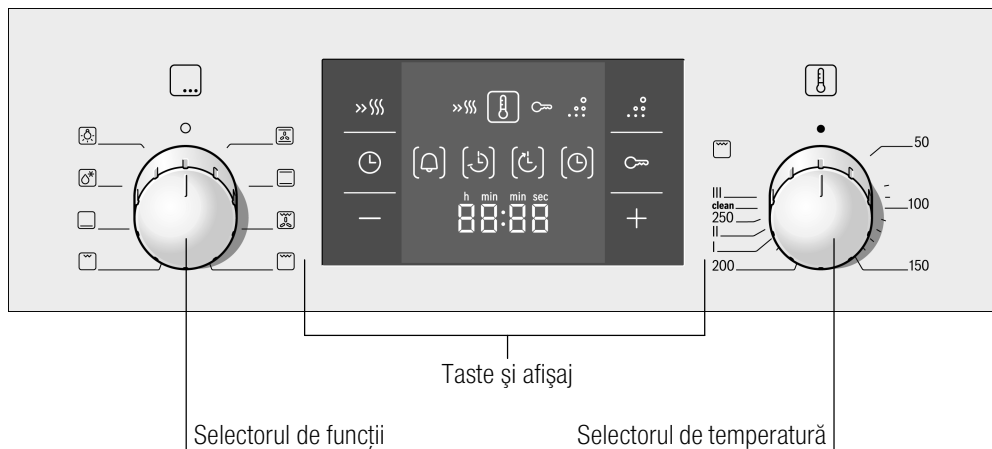 50
III
clean
100
250
II
I
200
150
h min min sec
88:88
Taste şi afişaj
Selectorul de funcţii
Selectorul de temperatură